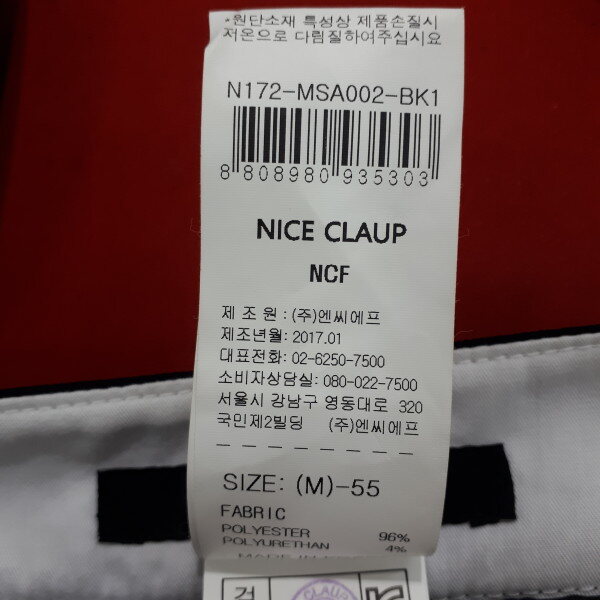 *원단소재 특성상 제품손질시
저온으로 다림질하여주십시요
N172-MSA002-BK1
8 808980 935303
NICE CLAUP
NCF
제 조 원 : (주)엔씨에프
제조년월: 2017.01
대표전화: 02-6250-7500
소비자상담실: 080-022-7500
서울시 강남구 영동대로 320
국민제2빌딩 (주)엔씨에프
SIZE: (M)-55
FABRIC
POLYESTER 96%
POLYURETHAN 4%
MADE IN
CLAUP